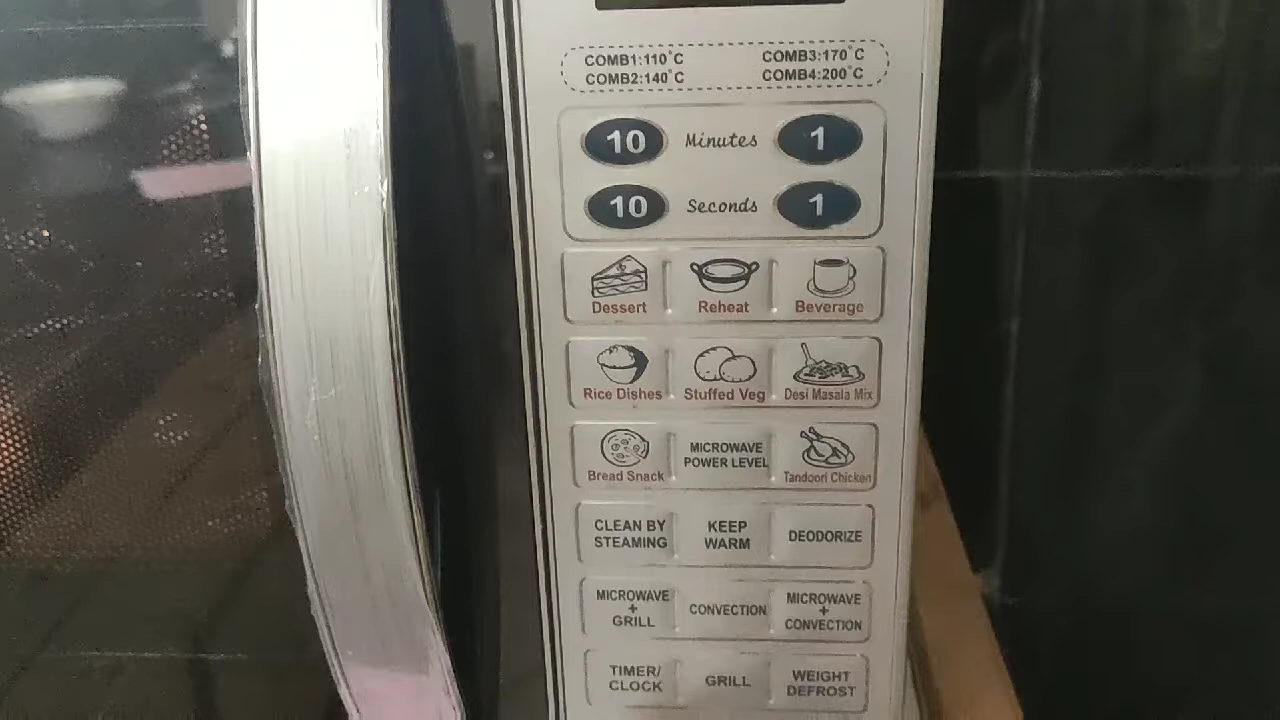 COMB1:110°C COMB3:170°C
COMB2:140°C COMB4:200°C
10 Minutes 1
10 Seconds 1
Dessert Reheat Beverage
Rice Dishes Stuffed Veg Desi Masala Mix
Bread Snack MICROWAVE POWER LEVEL Tandoori Chicken
CLEAN BY STEAMING KEEP WARM DEODORIZE
MICROWAVE + GRILL CONVECTION MICROWAVE + CONVECTION
TIMER/ CLOCK GRILL WEIGHT DEFROST